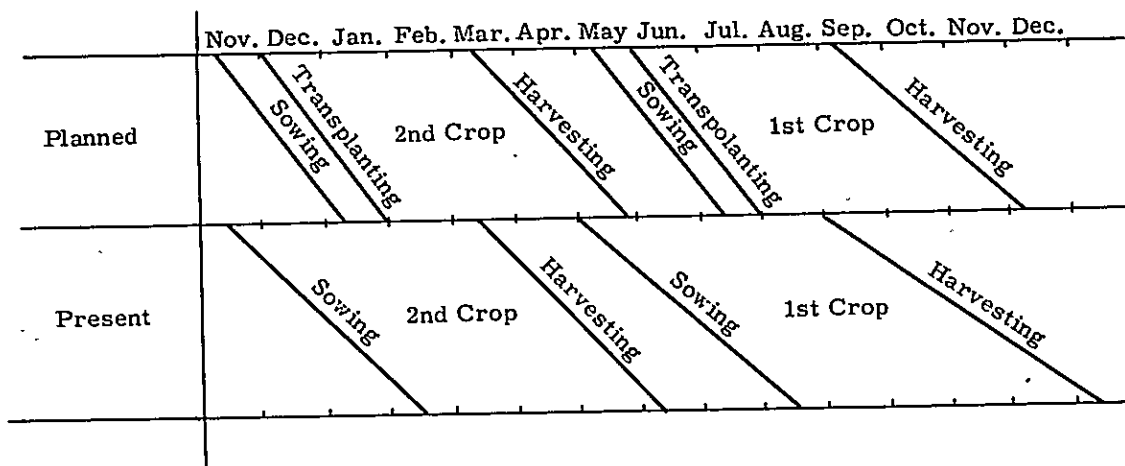 Nov. Dec. Jan. Feb. Mar. Apr. May Jun. Jul. Aug. Sep. Oct. Nov. Dec.
Planned
Sowing
Transplanting
2nd Crop
Harvesting
Sowing
Transpolanting
1st Crop
Harvesting
Present
Sowing
2nd Crop
Harvesting
Sowing
1st Crop
Harvesting